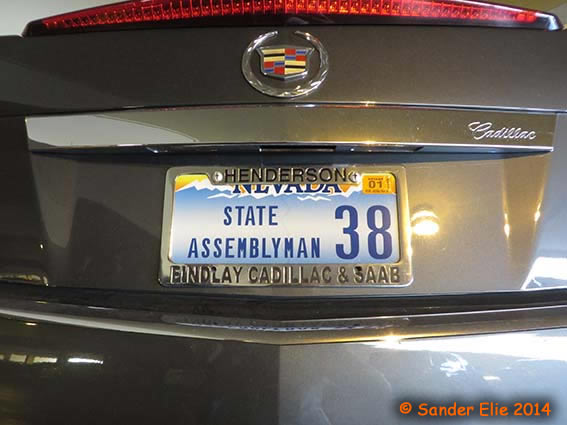 Cadillac
HENDERSON
NEVADA
01
STATE
ASSEMBLYMAN 38
FINDLAY CADILLAC & SAAB
© Sander Elie 2014